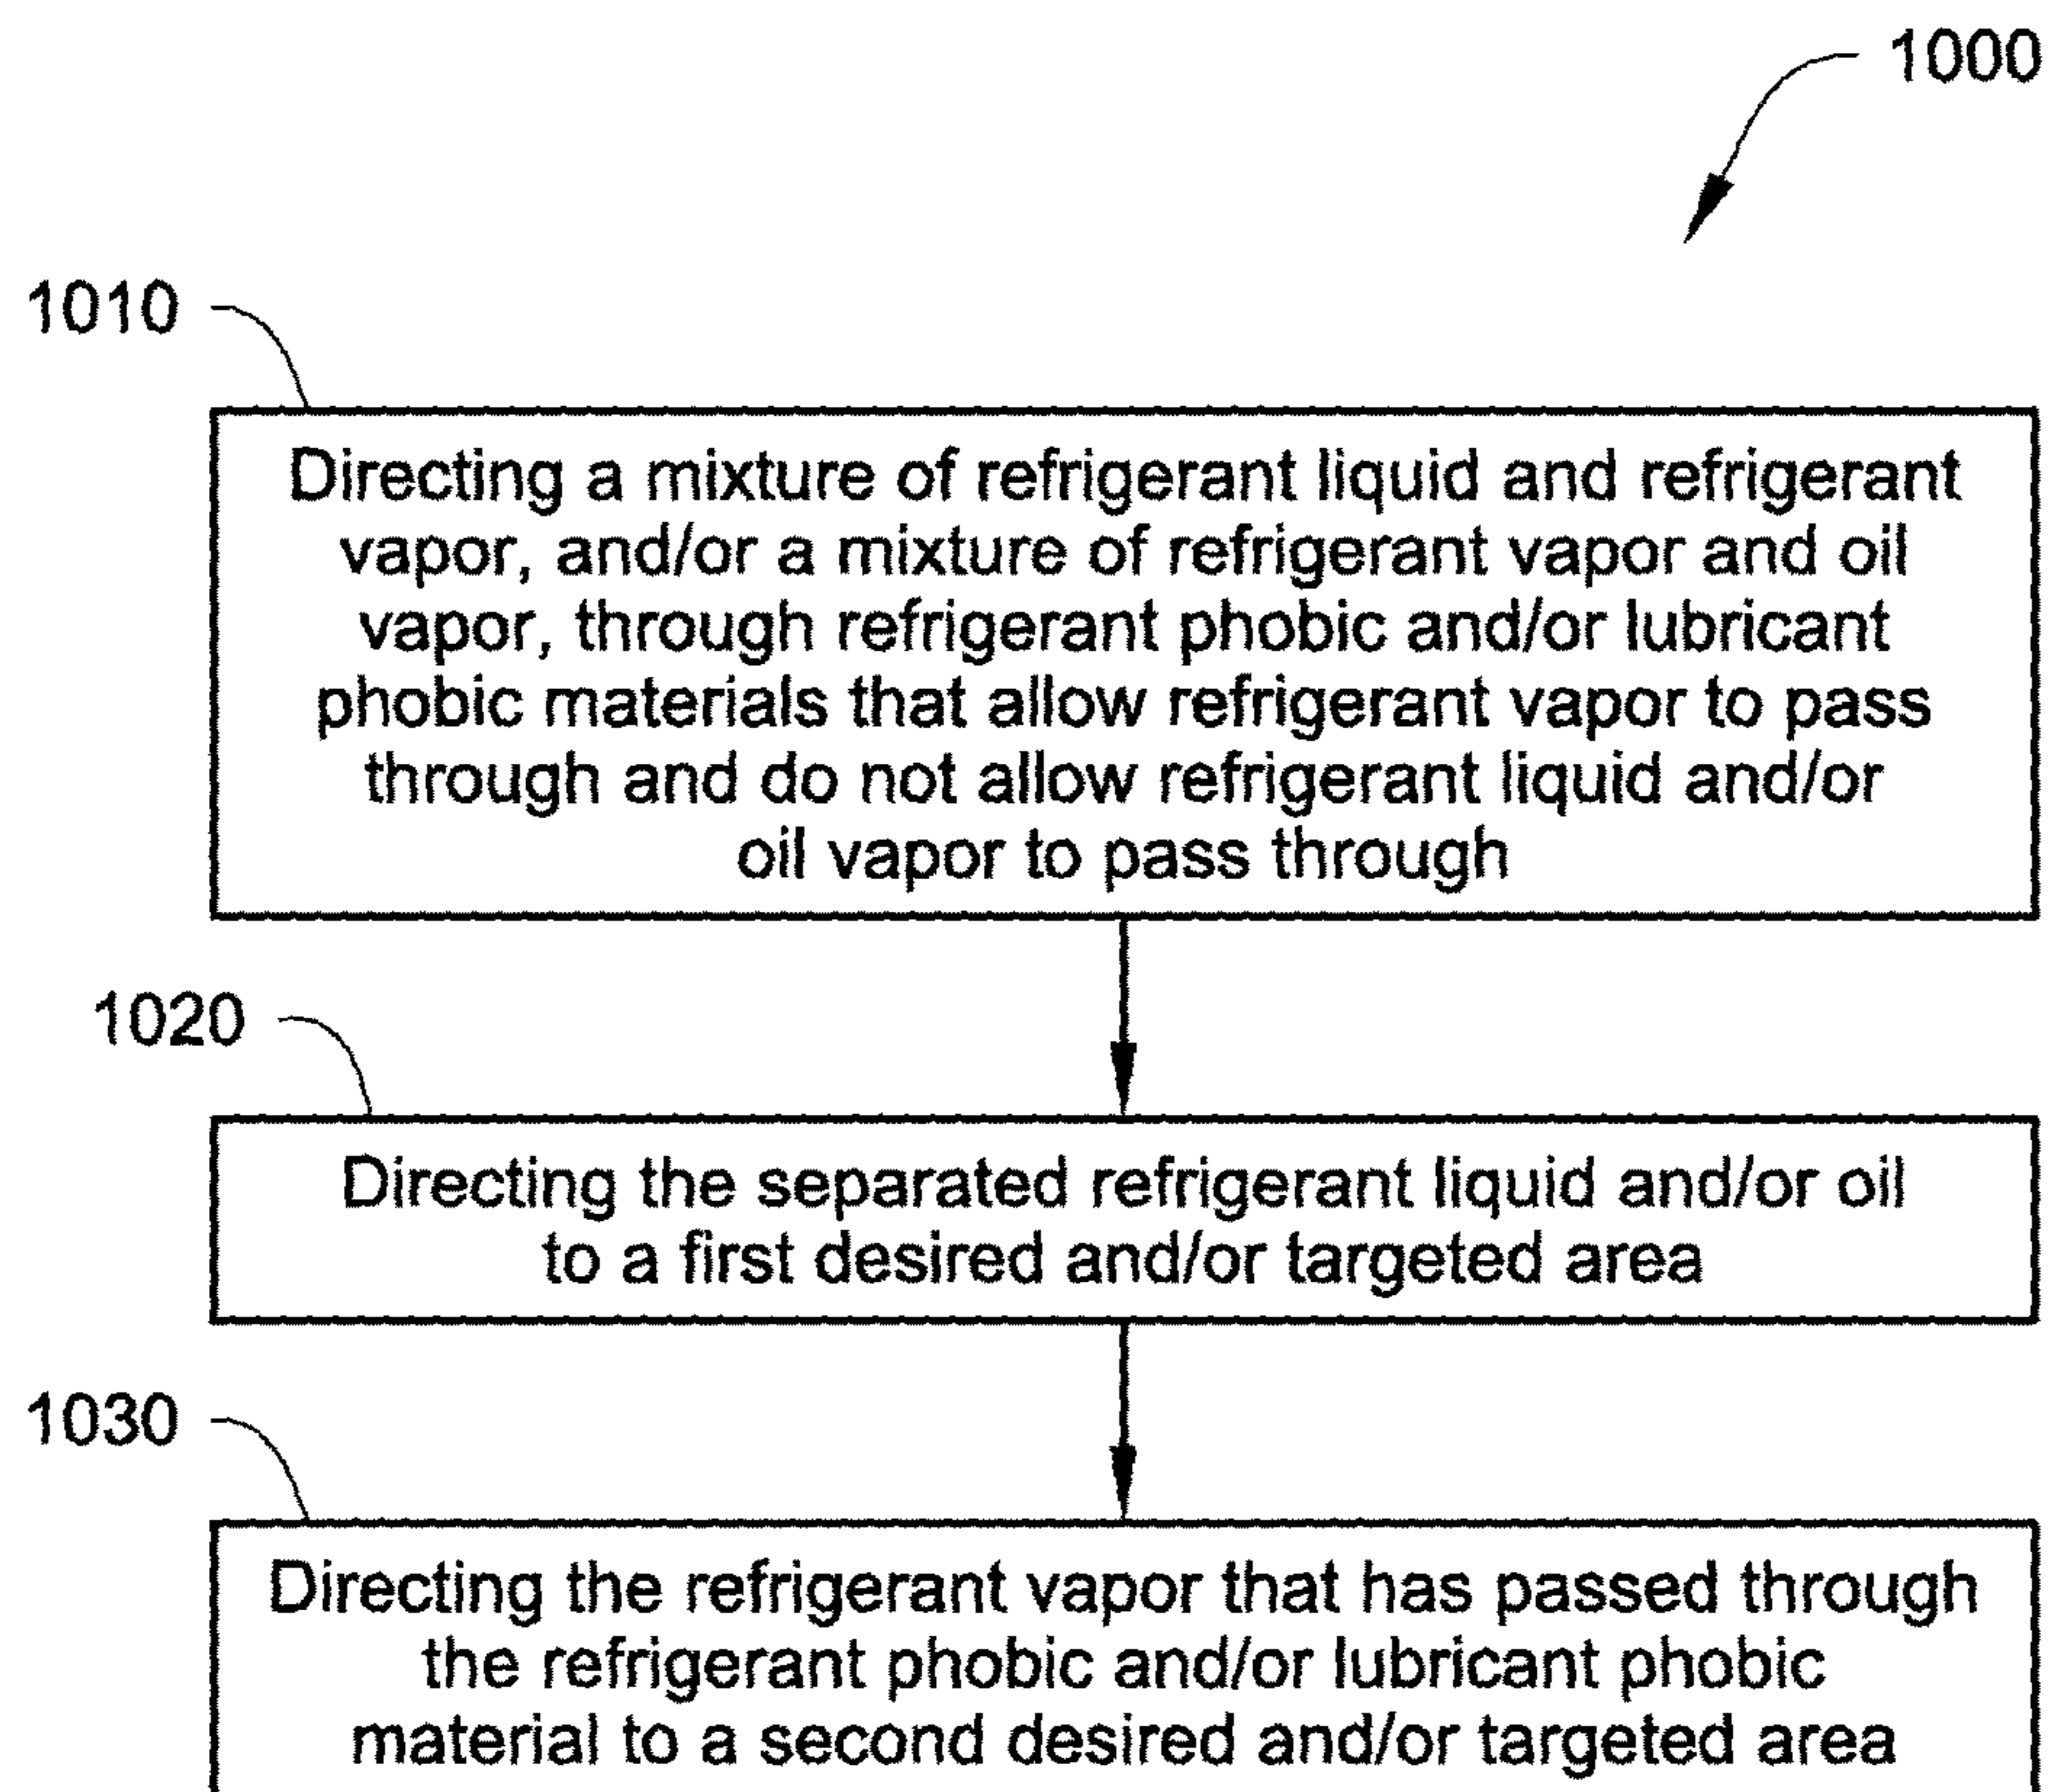 1000
1010
Directing a mixture of refrigerant liquid and refrigerant
vapor, and/or a mixture of refrigerant vapor and oil
vapor, through refrigerant phobic and/or lubricant
phobic materials that allow refrigerant vapor to pass
through and do not allow refrigerant liquid and/or
oil vapor to pass through
1020
Directing the separated refrigerant liquid and/or oil
to a first desired and/or targeted area
1030
Directing the refrigerant vapor that has passed through
the refrigerant phobic and/or lubricant phobic
material to a second desired and/or targeted area